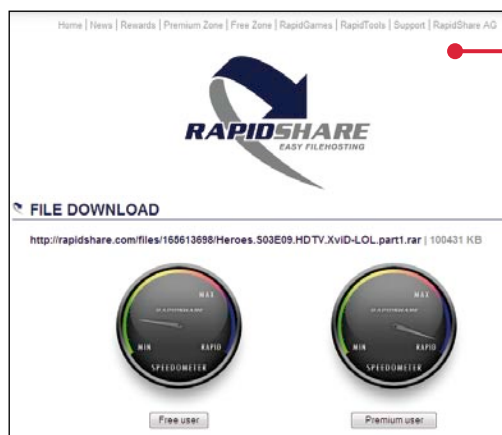 Home | News | Rewards | Premium Zone | Free Zone | RapidGames | RapidTools | Support | RapidShare AG
RAPIDSHARE
EASY FILEHOSTING
FILE DOWNLOAD
http://rapidshare.com/files/165613698/Heroes.S03E09.HDTV.XviD-LOL.part1.rar | 100431 KB
MAX
RAPIDSHARE
MIN
RAPID
SPEEDOMETER
MAX
RAPIDSHARE
MIN
RAPID
SPEEDOMETER
Free user
Premium user